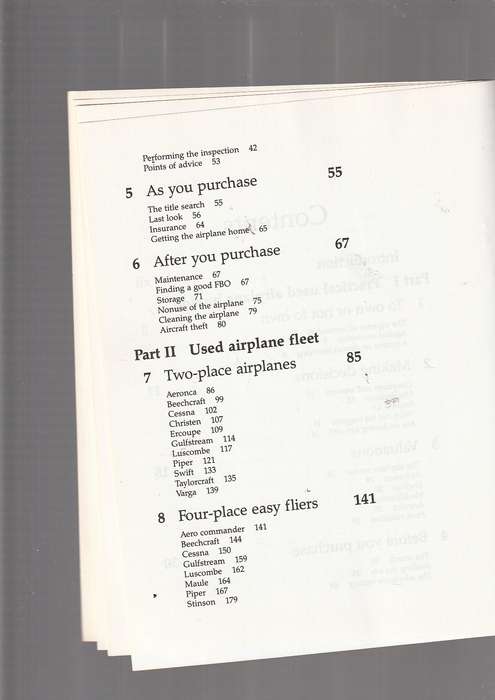 Performing the inspection 42
Points of advice 53
5 As you purchase 55
The title search 55
Last look 56
Insurance 64
Getting the airplane home 65
6 After you purchase 67
Maintenance 67
Finding a good FBO 67
Storage 71
Nonuse of the airplane 75
Cleaning the airplane 79
Aircraft theft 80
Part II Used airplane fleet
7 Two-place airplanes 85
Aeronca 86
Beechcraft 99
Cessna 102
Christen 107
Ercoupe 109
Gulfstream 114
Luscombe 117
Piper 121
Swift 133
Taylorcraft 135
Varga 139
8 Four-place easy fliers 141
Aero commander 141
Beechcraft 144
Cessna 150
Gulfstream 159
Luscombe 162
Maule 164
Piper 167
Stinson 179